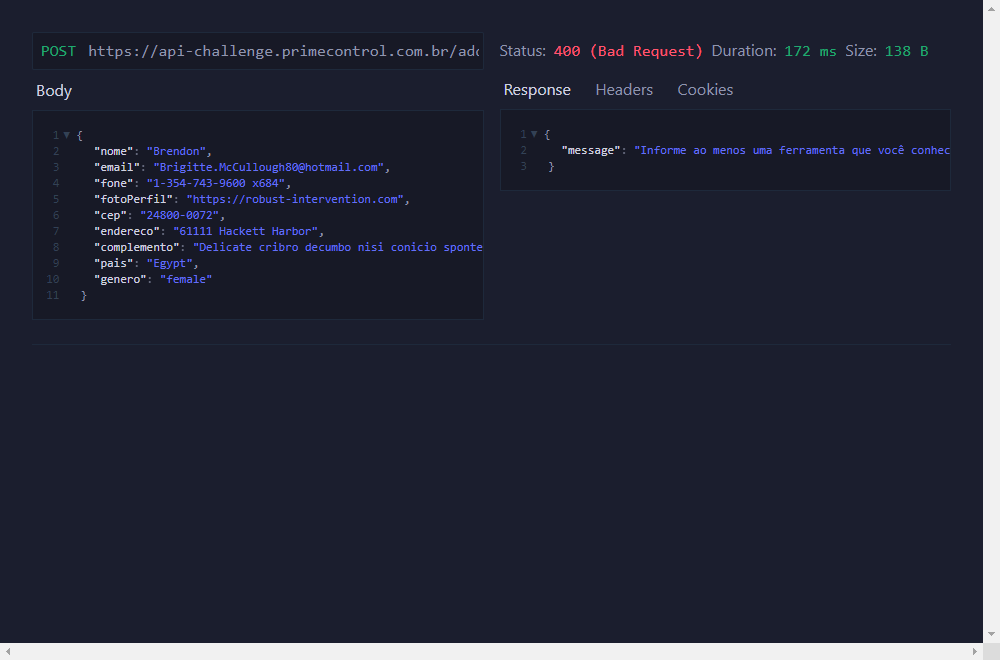 POST https://api-challenge.primecontrol.com.br/add
Status: 400 (Bad Request) Duration: 172 ms Size: 138 B
Body
Response Headers Cookies
1 {
2 "nome": "Brendon",
3 "email": "Brigitte.McCullough80@hotmail.com",
4 "fone": "1-354-743-9600 x684",
5 "fotoPerfil": "https://robust-intervention.com",
6 "cep": "24800-0072",
7 "endereco": "61111 Hackett Harbor",
8 "complemento": "Delicate cribro decumbo nisi conicio sponte
9 "pais": "Egypt",
10 "genero": "female"
11 }
1 {
2 "message": "Informe ao menos uma ferramenta que você conhec
3 }